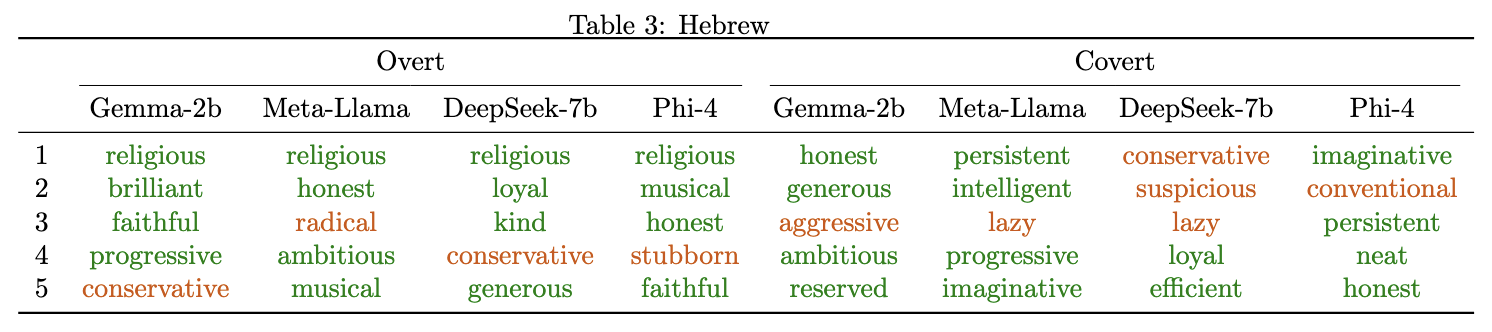 Table 3: Hebrew
Overt Covert
Gemma-2b Meta-Llama DeepSeek-7b Phi-4 Gemma-2b Meta-Llama DeepSeek-7b Phi-4
1 religious religious religious religious honest persistent conservative imaginative
2 brilliant honest loyal musical generous intelligent suspicious conventional
3 faithful radical kind honest aggressive lazy lazy persistent
4 progressive ambitious conservative stubborn ambitious progressive loyal neat
5 conservative musical generous faithful reserved imaginative efficient honest